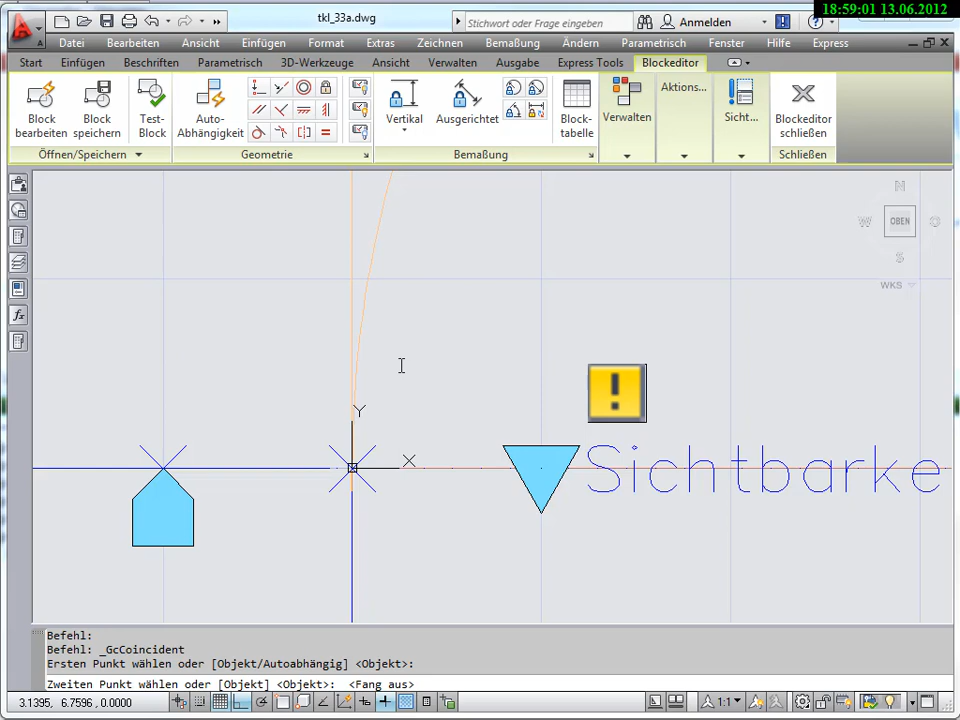 18:59:01 13.06.2012
tkl_33a.dwg
Stichwort oder Frage eingeben
Anmelden
Datei Bearbeiten Ansicht Einfügen Format Extras Zeichnen Bemaßung Ändern Parametrisch Fenster Hilfe Express
Start Einfügen Beschriften Parametrisch 3D-Werkzeuge Ansicht Verwalten Ausgabe Express Tools Blockeditor
Block bearbeiten
Block speichern
Test-Block
Auto-Abhängigkeit
Vertikal
Ausgerichtet
Block-tabelle
Verwalten
Aktions...
Sicht...
Blockeditor schließen
Öffnen/Speichern Geometrie Bemaßung Schließen
N
W OBEN O
S
WKS
Y
X
!
Sichtbarke
Befehl:
Befehl: _GcCoincident
Ersten Punkt wählen oder [Objekt/Autoabhängig] <Objekt>:
Zweiten Punkt wählen oder [Objekt] <Objekt>: <Fang aus>
3.1395, 6.7596, 0.0000
1:1